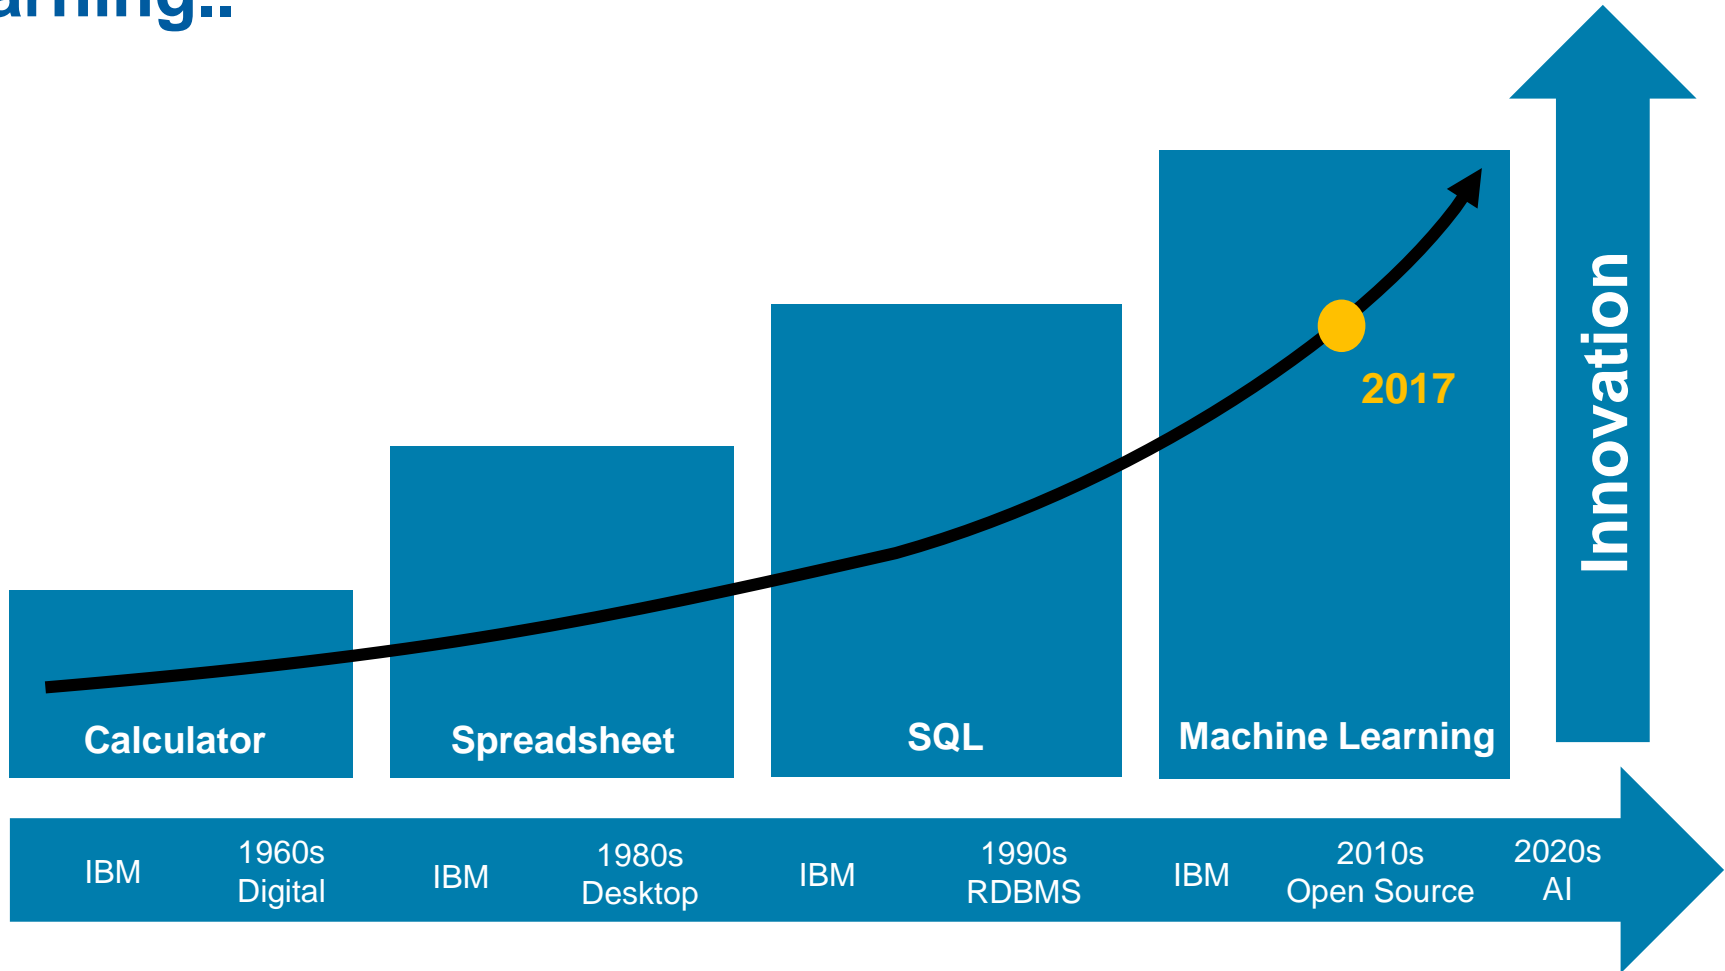 arning..
Innovation
2017
Calculator
Spreadsheet
SQL
Machine Learning
IBM
1960s
Digital
IBM
1980s
Desktop
IBM
1990s
RDBMS
IBM
2010s
Open Source
2020s
AI